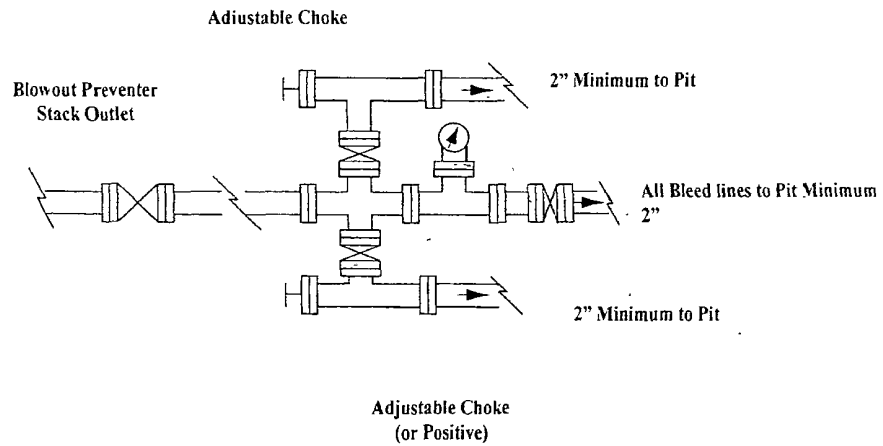 Adiustable Choke
2” Minimum to Pit
Blowout Preventer
Stack Outlet
All Bleed lines to Pit Minimum
2”
2” Minimum to Pit
Adjustable Choke
(or Positive)